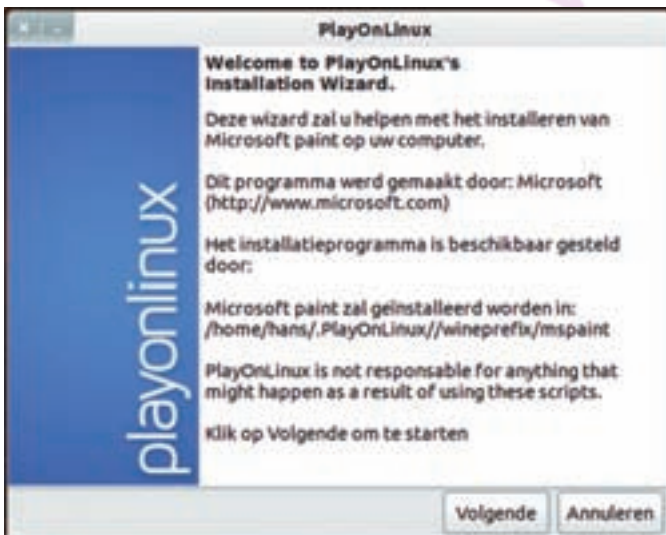 PlayOnLinux
Welcome to PlayOnLinux's
Installation Wizard.
Deze wizard zal u helpen met het installeren van
Microsoft paint op uw computer.
Dit programma werd gemaakt door: Microsoft
(http://www.microsoft.com)
Het installatieprogramma is beschikbaar gesteld
door:
Microsoft paint zal geïnstalleerd worden in:
/home/hans/.PlayOnLinux//wineprefix/mspaint
PlayOnLinux is not responsable for anything that
might happen as a result of using these scripts.
Klik op Volgende om te starten
playonlinux
Volgende Annuleren